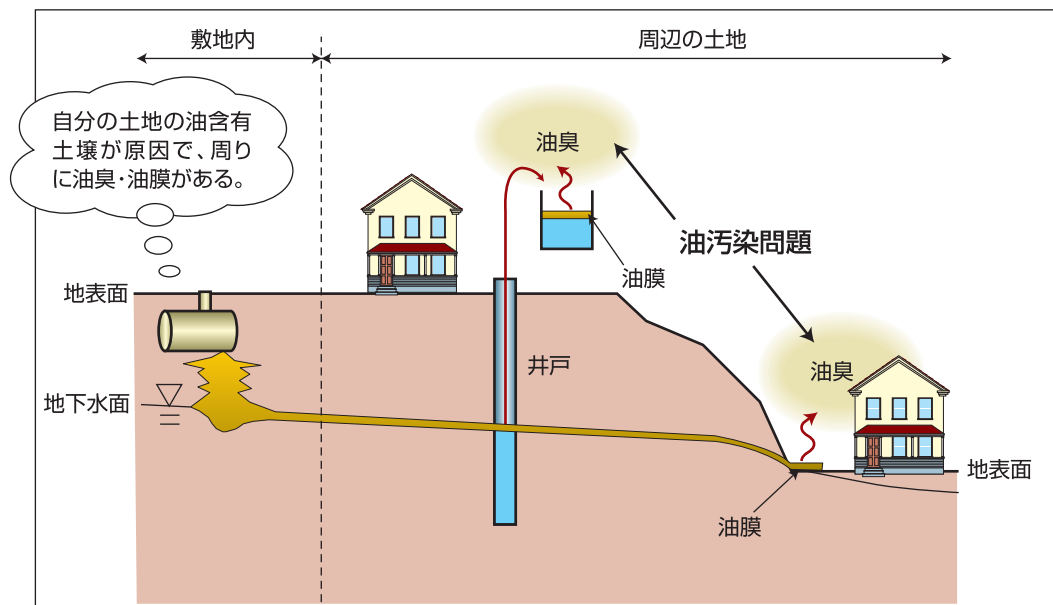 敷地内
周辺の土地
自分の土地の油含有
土壌が原因で、周り
に油臭・油膜がある。
油臭
油汚染問題
油膜
地表面
井戸
油臭
地下水面
地表面
油膜